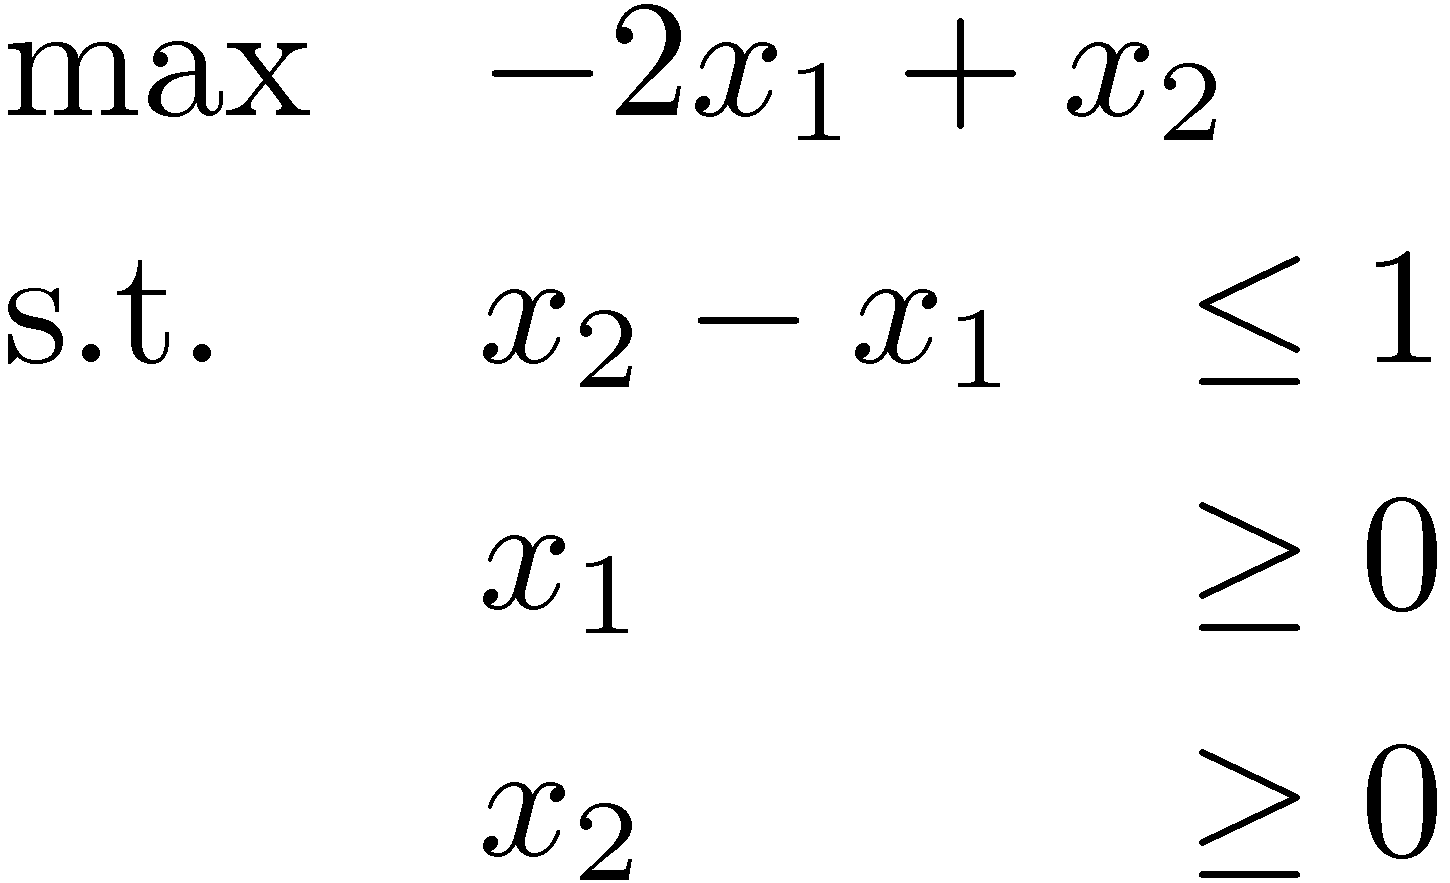 max −2x₁ + x₂
s.t. x₂ − x₁ ≤ 1
x₁ ≥ 0
x₂ ≥ 0